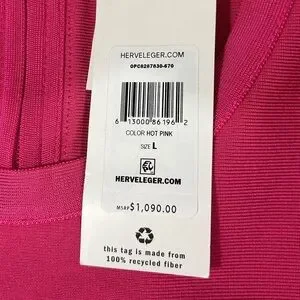 HERVELEGER.COM
OPC6267830-670
6 13000 86196 2
COLOR HOT PINK
SIZE L
HERVELEGER.COM
MSRP $1,090.00
this tag is made from
100% recycled fiber